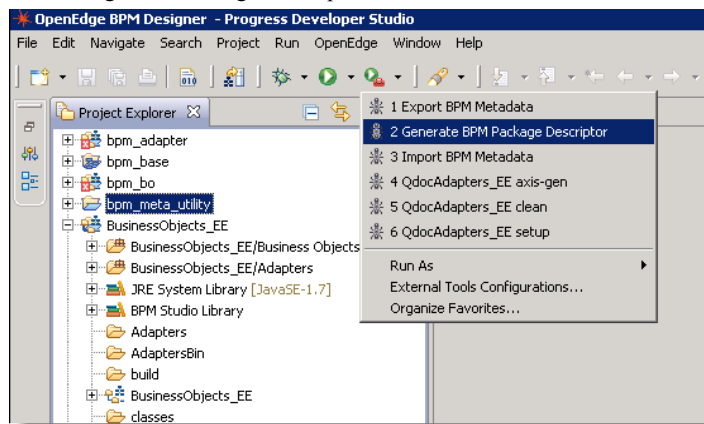 OpenEdge BPM Designer - Progress Developer Studio
File Edit Navigate Search Project Run OpenEdge Window Help
Project Explorer
bpm_adapter
bpm_base
bpm_bo
bpm_meta_utility
BusinessObjects_EE
BusinessObjects_EE/Business Objects
BusinessObjects_EE/Adapters
JRE System Library [JavaSE-1.7]
BPM Studio Library
Adapters
AdaptersBin
build
BusinessObjects_EE
classes
1 Export BPM Metadata
2 Generate BPM Package Descriptor
3 Import BPM Metadata
4 QdocAdapters_EE axis-gen
5 QdocAdapters_EE clean
6 QdocAdapters_EE setup
Run As
External Tools Configurations...
Organize Favorites...